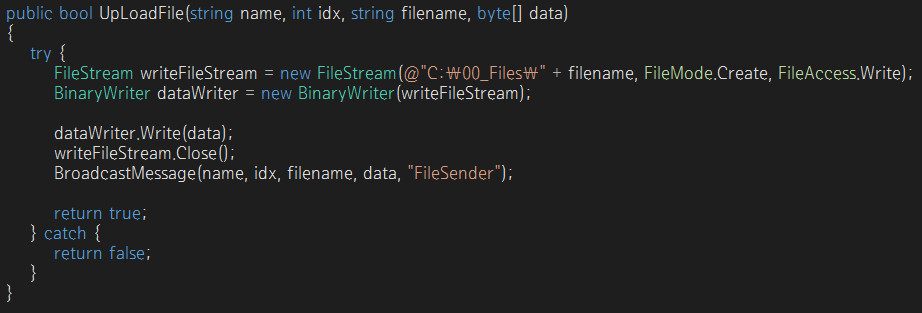 public bool UpLoadFile(string name, int idx, string filename, byte[] data)
{
try {
FileStream writeFileStream = new FileStream(@"C:₩00_Files₩" + filename, FileMode.Create, FileAccess.Write);
BinaryWriter dataWriter = new BinaryWriter(writeFileStream);
dataWriter.Write(data);
writeFileStream.Close();
BroadcastMessage(name, idx, filename, data, "FileSender");
return true;
} catch {
return false;
}
}